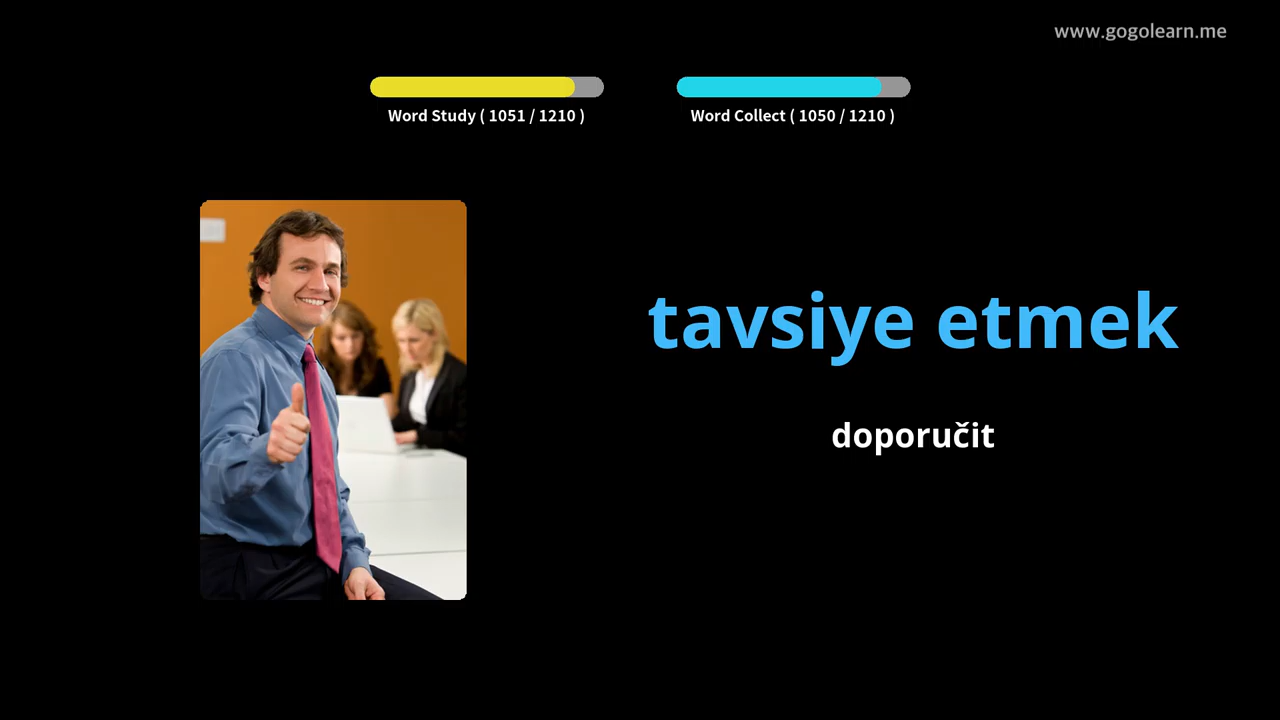 www.gogolearn.me
Word Study ( 1051 / 1210 )
Word Collect ( 1050 / 1210 )
tavsiye etmek
doporučit